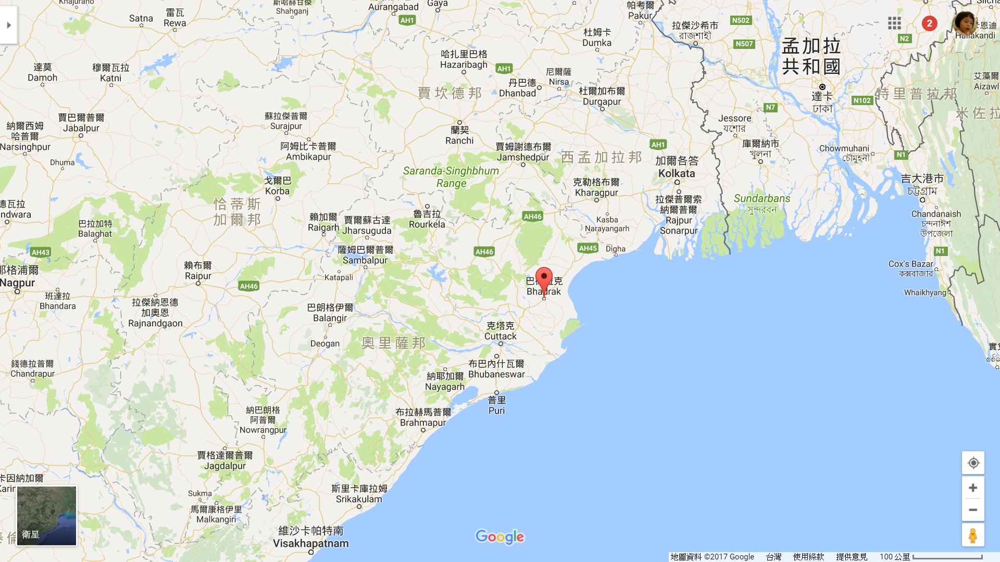 Khajurano
斯哈赫甘傑
Shahganj
Aurangabad
Gaya
帕考爾
Pakur
Satna
雷瓦
Rewa
AH1
拉傑沙希市
রাজশাহী
N502
N507
2
N2
Hailakandi
杜姆卡
Dumka
孟加拉
共和國
達莫
Damoh
穆爾瓦拉
Katni
哈扎里巴格
Hazaribagh
AH1
尼爾薩
Nirsa
丹巴德
Dhanbad
賈坎德邦
杜爾加布爾
Durgapur
達卡
ঢাকা
N102
特里普拉邦
艾藻爾
Aizawl
N7
米佐拉
賈巴爾普爾
Jabalpur
納爾西姆
哈普爾
Narsinghpur
蘇拉傑普爾
Surajpur
蘭契
Ranchi
Jessore
যশোর
阿姆比卡普爾
Ambikapur
賈姆謝德布爾
Jamshedpur
AH1
西孟加拉邦
庫爾納市
খুলনা
Chowmuhani
চৌমুহনী
N1
Dhuma
加爾各答
Kolkata
Saranda-Singhbhum
Range
戈爾巴
Korba
克勒格布爾
Kharagpur
吉大港市
চট্টগ্রাম
德瓦拉
ndwara
恰蒂斯
加爾邦
拉傑普爾索
納爾普爾
Rajpur
Sonarpur
Sundarbans
সুন্দরবন
賴加爾
Raigarh
賈爾蘇古達
Jharsuguda
魯吉拉
Rourkela
AH46
Kasba
Narayangarh
Chandanaish
চন্দনাঈশ
উপজেলা
巴拉加特
Balaghat
AH43
薩姆巴爾普爾
Sambalpur
AH46
AH45
Digha
N1
那格浦爾
Nagpur
賴布爾
Raipur
Katapali
AH46
Bhadrak
Cox's Bazar
কক্সবাজার
Whaikhyang
班達拉
Bhandara
拉傑納恩德
加奧恩
Rajnandgaon
巴朗格伊爾
Balangir
克塔克
Cuttack
Deogan
奧里薩邦
錢德拉普爾
Chandrapur
布巴內什瓦爾
Bhubaneswar
納耶加爾
Nayagarh
普里
Puri
納巴朗格
阿普爾
Nowrangpur
布拉赫馬普爾
Brahmapur
賈格達爾普爾
Jagdalpur
卡因納加爾
Karim
Sukma
馬爾康格伊里
Malkangiri
斯里卡庫拉姆
Srikakulam
衛星
維沙卡帕特南
Visakhapatnam
Google
地圖資料 ©2017 Google 台灣 使用條款 提供意見 100 公里